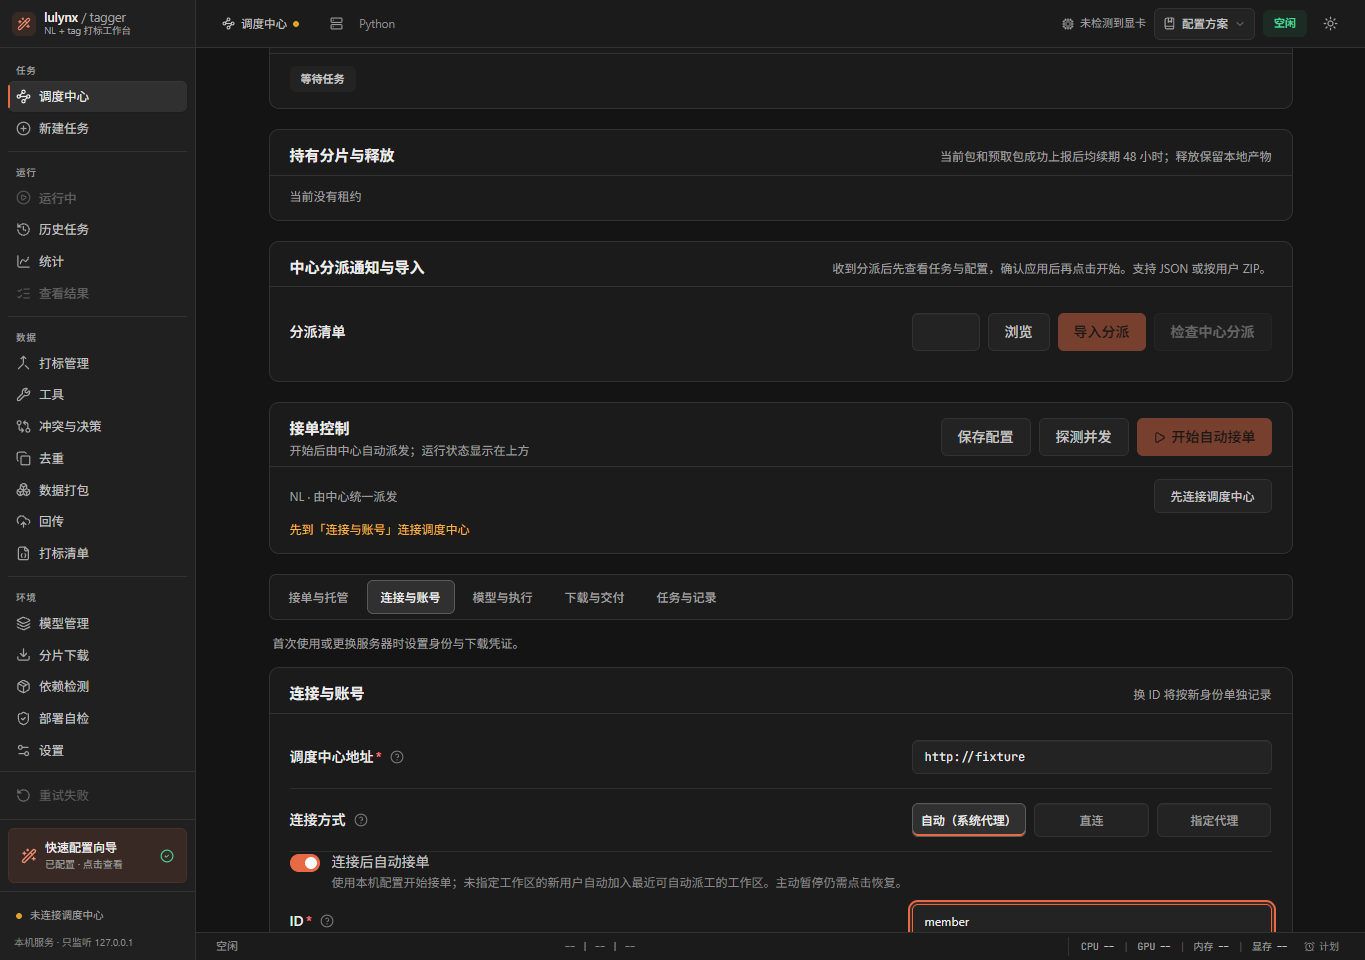 lulynx / tagger
NL + tag 打标工作台
调度中心
Python
未检测到显卡
配置方案
空闲
任务
调度中心
新建任务
运行
运行中
历史任务
统计
查看结果
数据
打标管理
工具
冲突与决策
去重
数据打包
回传
打标清单
环境
模型管理
分片下载
依赖检测
部署自检
设置
重试失败
快速配置向导
已配置 · 点击查看
未连接调度中心
本机服务 · 只监听 127.0.0.1
等待任务
持有分片与释放
当前包和预取包成功上报后均续期 48 小时；释放保留本地产物
当前没有租约
中心分派通知与导入
收到分派后先查看任务与配置，确认应用后再点击开始。支持 JSON 或按用户 ZIP。
分派清单
浏览
导入分派
检查中心分派
接单控制
开始后由中心自动派发；运行状态显示在上方
保存配置
探测并发
开始自动接单
NL · 由中心统一派发
先连接调度中心
先到「连接与账号」连接调度中心
接单与托管
连接与账号
模型与执行
下载与交付
任务与记录
首次使用或更换服务器时设置身份与下载凭证。
连接与账号
换 ID 将按新身份单独记录
调度中心地址 *
http://fixture
连接方式
自动（系统代理）
直连
指定代理
连接后自动接单
使用本机配置开始接单；未指定工作区的新用户自动加入最近可自动派工的工作区。主动暂停仍需点击恢复。
ID *
member
空闲
-- | -- | --
CPU -- | GPU -- | 内存 -- | 显存 --
计划